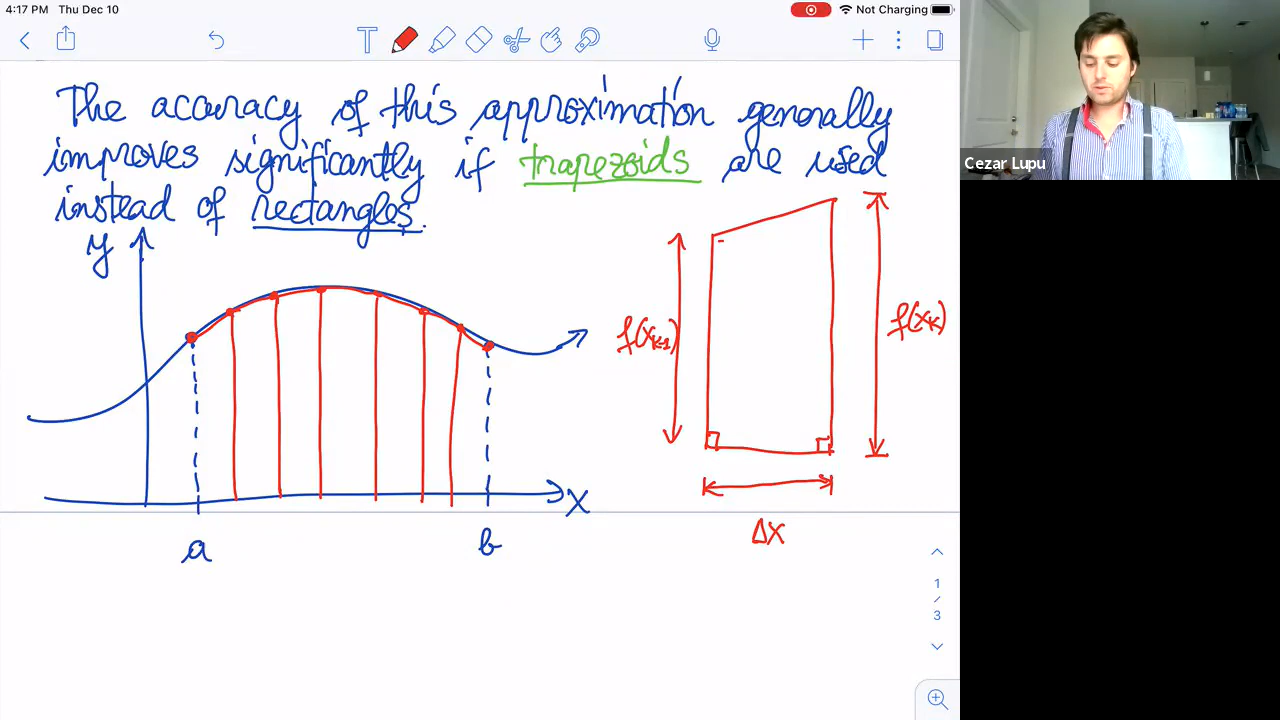 4:17 PM Thu Dec 10
Not Charging
The accuracy of this approximation generally
improves significantly if trapezoids are used
instead of rectangles.
Cezar Lupu
y
f(xk-1)
f(xk)
x
a
b
Δx
1
/
3